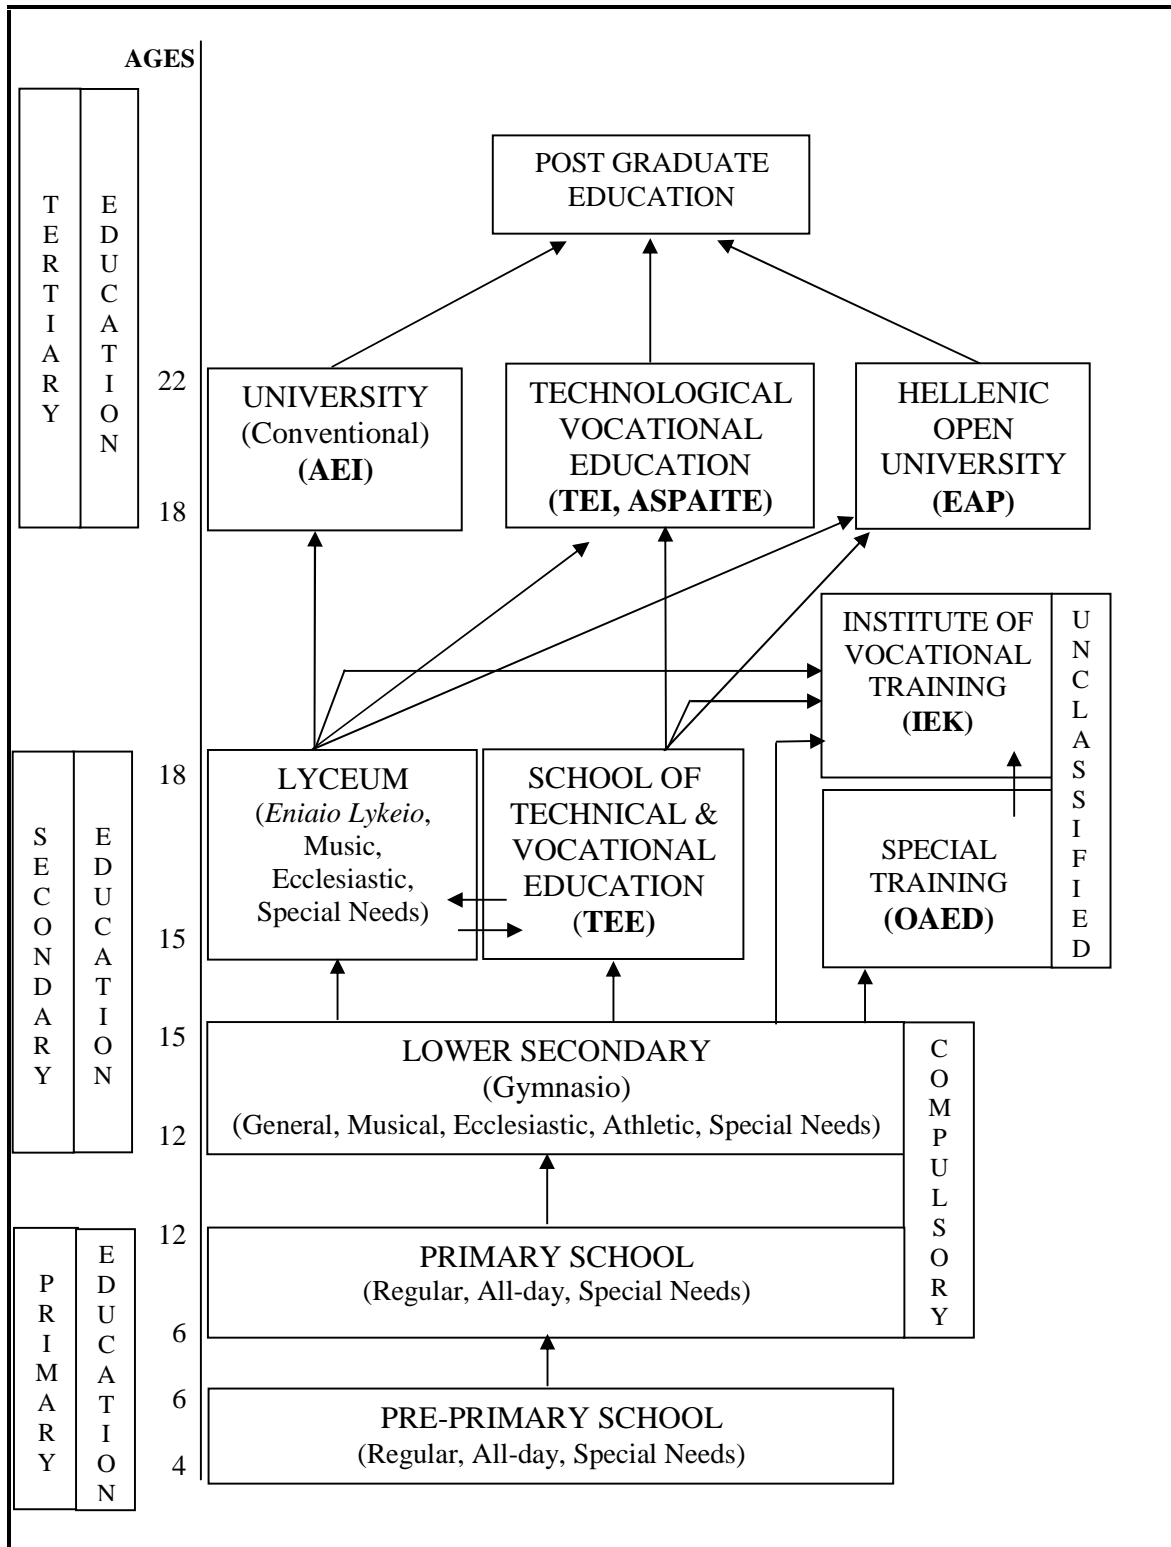 AGES
TERTIARY
EDUCATION
POST GRADUATE
EDUCATION
22
18
UNIVERSITY
(Conventional)
(AEI)
TECHNOLOGICAL
VOCATIONAL
EDUCATION
(TEI, ASPAITE)
HELLENIC
OPEN
UNIVERSITY
(EAP)
INSTITUTE OF
VOCATIONAL
TRAINING
(IEK)
UNCLASSIFIED
SECONDARY
EDUCATION
18
15
LYCEUM
(Eniaio Lykeio,
Music,
Ecclesiastic,
Special Needs)
SCHOOL OF
TECHNICAL &
VOCATIONAL
EDUCATION
(TEE)
SPECIAL
TRAINING
(OAED)
15
12
LOWER SECONDARY
(Gymnasio)
(General, Musical, Ecclesiastic, Athletic, Special Needs)
COMPULSORY
PRIMARY
EDUCATION
12
6
PRIMARY SCHOOL
(Regular, All-day, Special Needs)
6
4
PRE-PRIMARY SCHOOL
(Regular, All-day, Special Needs)